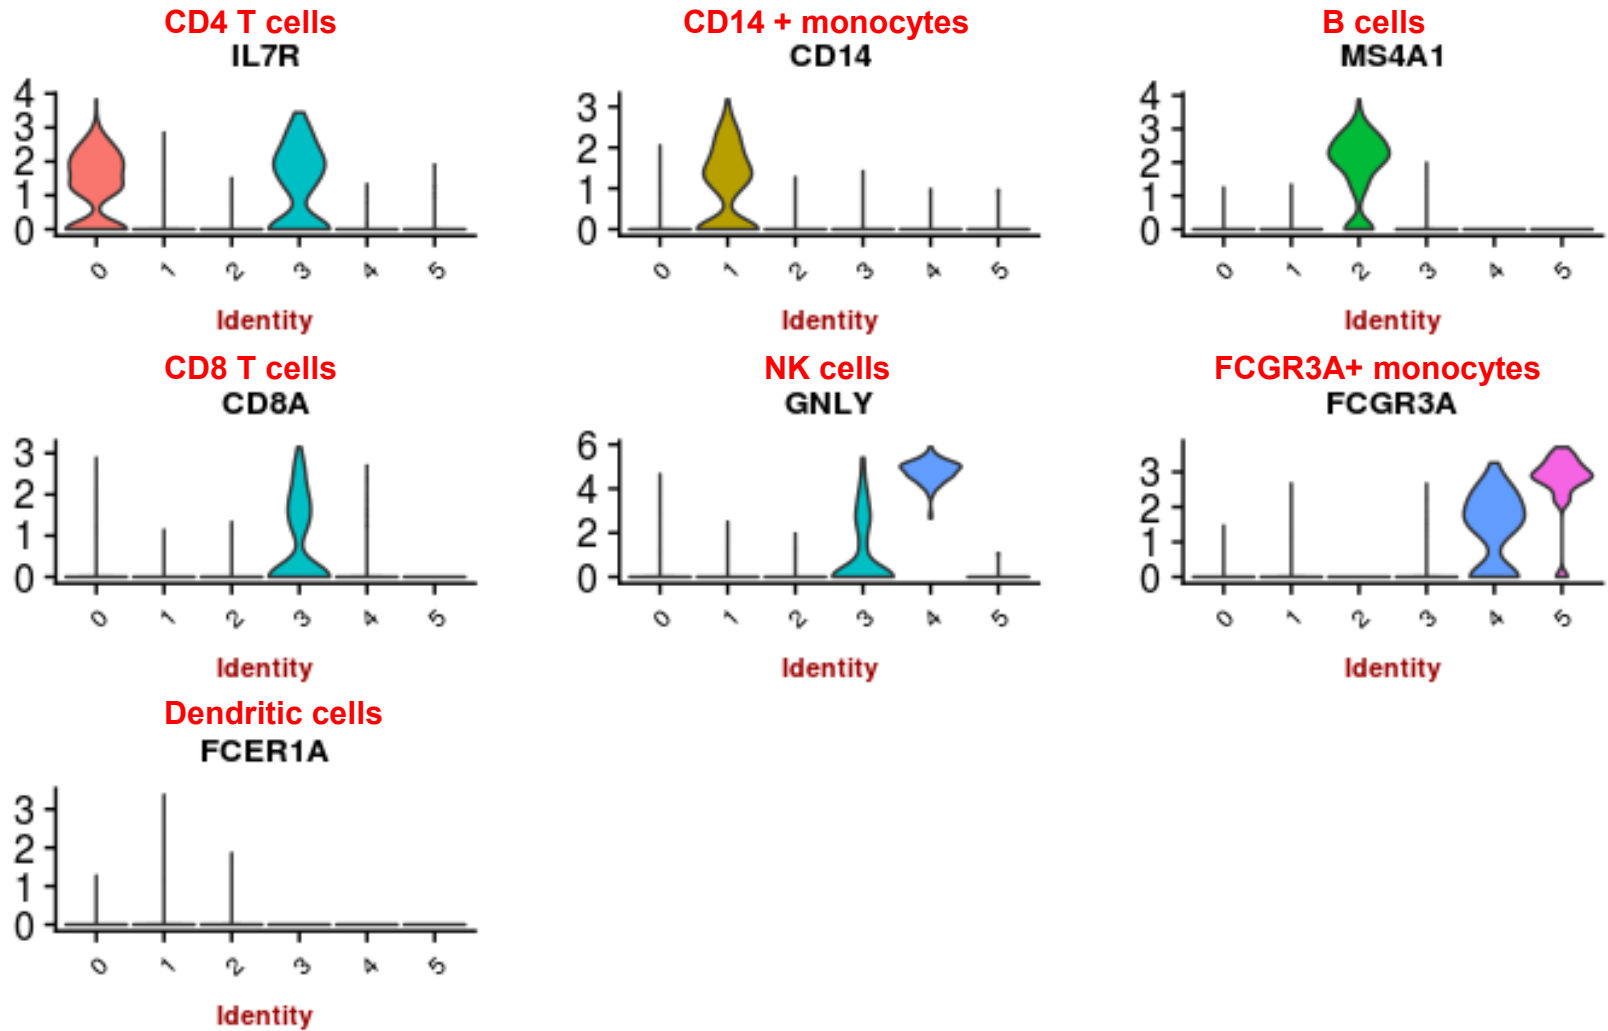 CD4 T cells
IL7R
4
3
2
1
0
0 1 2 3 4 5
Identity
CD14 + monocytes
CD14
3
2
1
0
0 1 2 3 4 5
Identity
B cells
MS4A1
4
3
2
1
0
0 1 2 3 4 5
Identity
CD8 T cells
CD8A
3
2
1
0
0 1 2 3 4 5
Identity
NK cells
GNLY
6
4
2
0
0 1 2 3 4 5
Identity
FCGR3A+ monocytes
FCGR3A
3
2
1
0
0 1 2 3 4 5
Identity
Dendritic cells
FCER1A
3
2
1
0
0 1 2 3 4 5
Identity